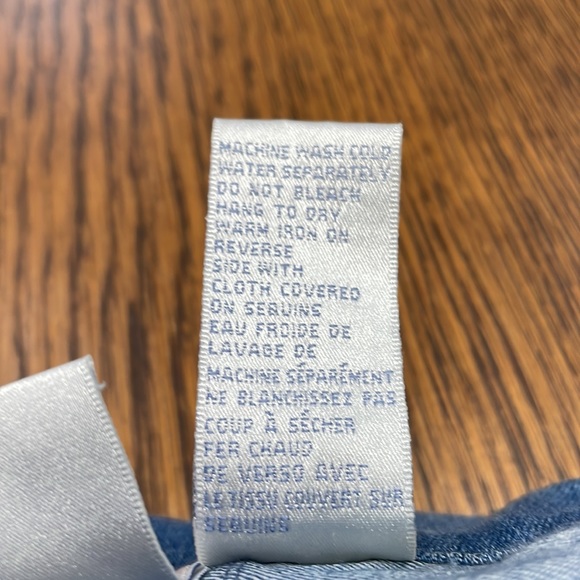 MACHINE WASH COLD
WATER SEPARATELY
DO NOT BLEACH
HANG TO DRY
WARM IRON ON
REVERSE
SIDE WITH
CLOTH COVERED
ON SEBUINS
EAU FROIDE DE
LAVAGE DE
MACHINE SÉPARÉMENT
NE BLANCHISSEZ PAS
COUP À SÉCHER
FER CHAUD
DE VERSO AVEC
LE TISSU COUVERT SUR
SEBUINS